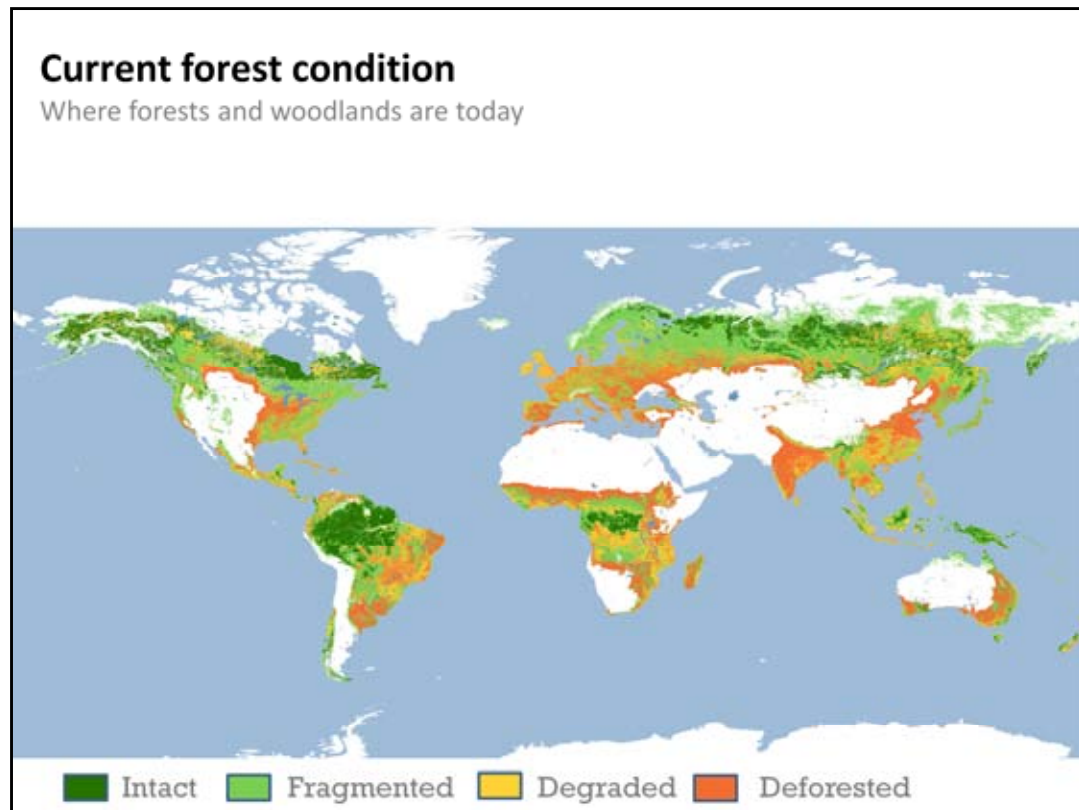 Current forest condition
Where forests and woodlands are today
Intact Fragmented Degraded Deforested